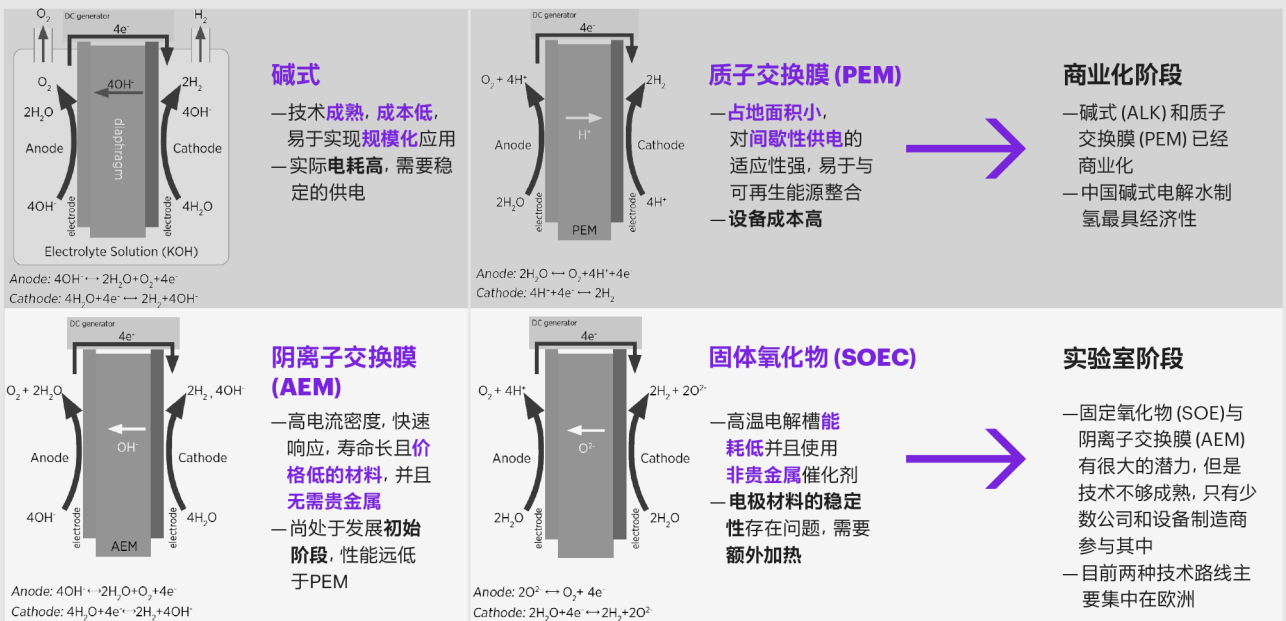 O₂
H₂
DC generator
4e⁻
O₂
2H₂
4OH⁻
2H₂O
4OH⁻
diaphragm
Anode
Cathode
4OH⁻
4H₂O
electrode
electrode
Electrolyte Solution (KOH)
Anode: 4OH⁻↔ 2H₂O+O₂+4e⁻
Cathode: 4H₂O+4e⁻ ↔ 2H₂+4OH⁻
碱式
—技术成熟, 成本低,
易于实现规模化应用
—实际电耗高, 需要稳
定的供电
DC generator
4e⁻
O₂ + 4H⁺
2H₂
H⁺
Anode
Cathode
2H₂O
4H⁺
electrode
electrode
PEM
Anode: 2H₂O ↔ O₂+4H⁺+4e⁻
Cathode: 4H⁺+4e⁻ ↔ 2H₂
质子交换膜 (PEM)
—占地面积小,
对间歇性供电的
适应性强, 易于与
可再生能源整合
—设备成本高
商业化阶段
—碱式 (ALK) 和质子
交换膜 (PEM) 已经
商业化
—中国碱式电解水制
氢最具经济性
DC generator
4e⁻
O₂ + 2H₂O
2H₂ , 4OH⁻
OH⁻
Anode
Cathode
4OH⁻
4H₂O
electrode
electrode
AEM
Anode: 4OH⁻↔2H₂O+O₂+4e⁻
Cathode: 4H₂O+4e⁻↔2H₂+4OH⁻
阴离子交换膜
(AEM)
—高电流密度, 快速
响应, 寿命长且价
格低的材料, 并且
无需贵金属
—尚处于发展初始
阶段, 性能远低
于PEM
DC generator
4e⁻
O₂ + 4H⁺
2H₂ + 2O²⁻
O²⁻
Anode
Cathode
2H₂O
2H₂O
electrode
electrode
Anode: 2O²⁻ ↔ O₂+ 4e⁻
Cathode: 2H₂O+4e⁻↔2H₂+2O²⁻
固体氧化物 (SOEC)
—高温电解槽能
耗低并且使用
非贵金属催化剂
—电极材料的稳定
性存在问题, 需要
额外加热
实验室阶段
—固定氧化物 (SOE)与
阴离子交换膜 (AEM)
有很大的潜力, 但是
技术不够成熟, 只有少
数公司和设备制造商
参与其中
—目前两种技术路线主
要集中在欧洲